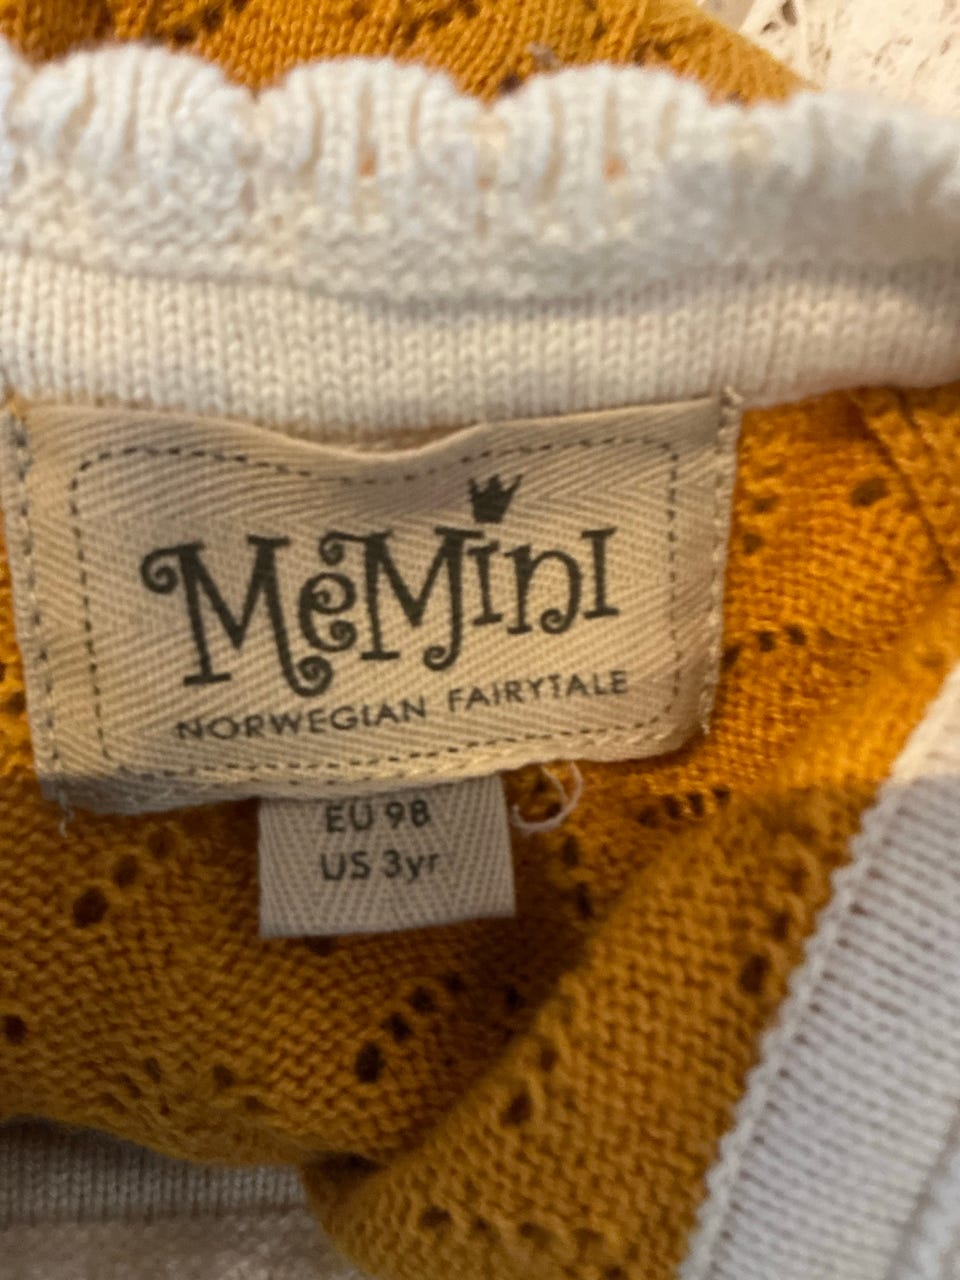 MeMini
NORWEGIAN FAIRYTALE
EU 98
US 3yr